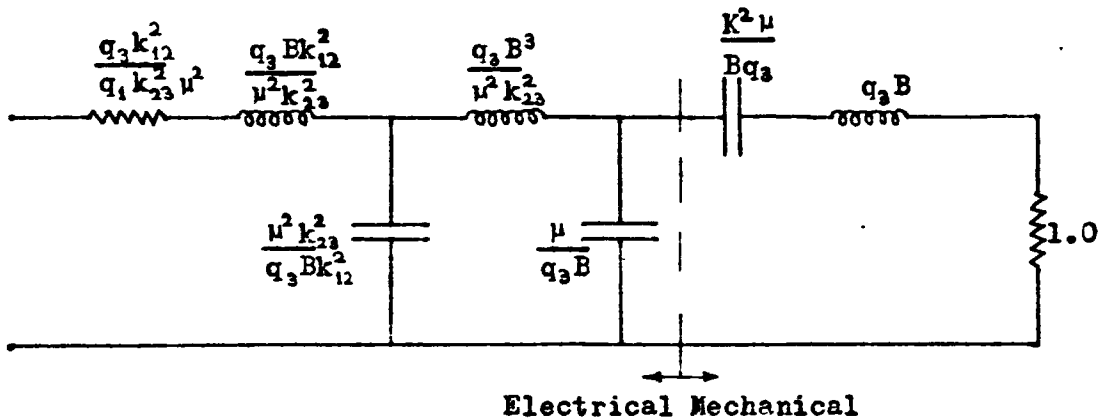 q₃k₁₂²
q₁k₂₃²μ²
q₃Bk₁₂²
μ²k₂₃²
q₃B³
μ²k₂₃²
K²μ
Bq₃
q₃B
μ²k₂₃²
q₃Bk₁₂²
μ
q₃B
1.0
Electrical Mechanical